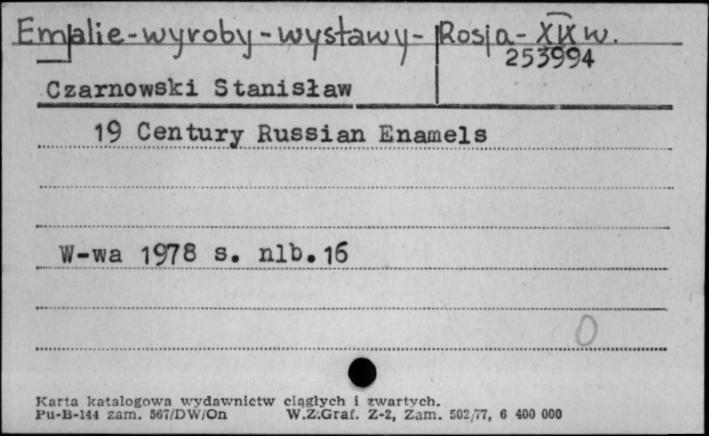 Emalie-wyroby-wystawy-Rosja-XIX w.
253994
Czarnowski Stanisław
19 Century Russian Enamels
W-wa 1978 s. nlb. 16
0
Karta katalogowa wydawnictw ciągłych i zwartych.
Pu-B-144 zam. 567/DW/On W.Z.Graf. Z-2, Zam. 502/77, 6 400 000